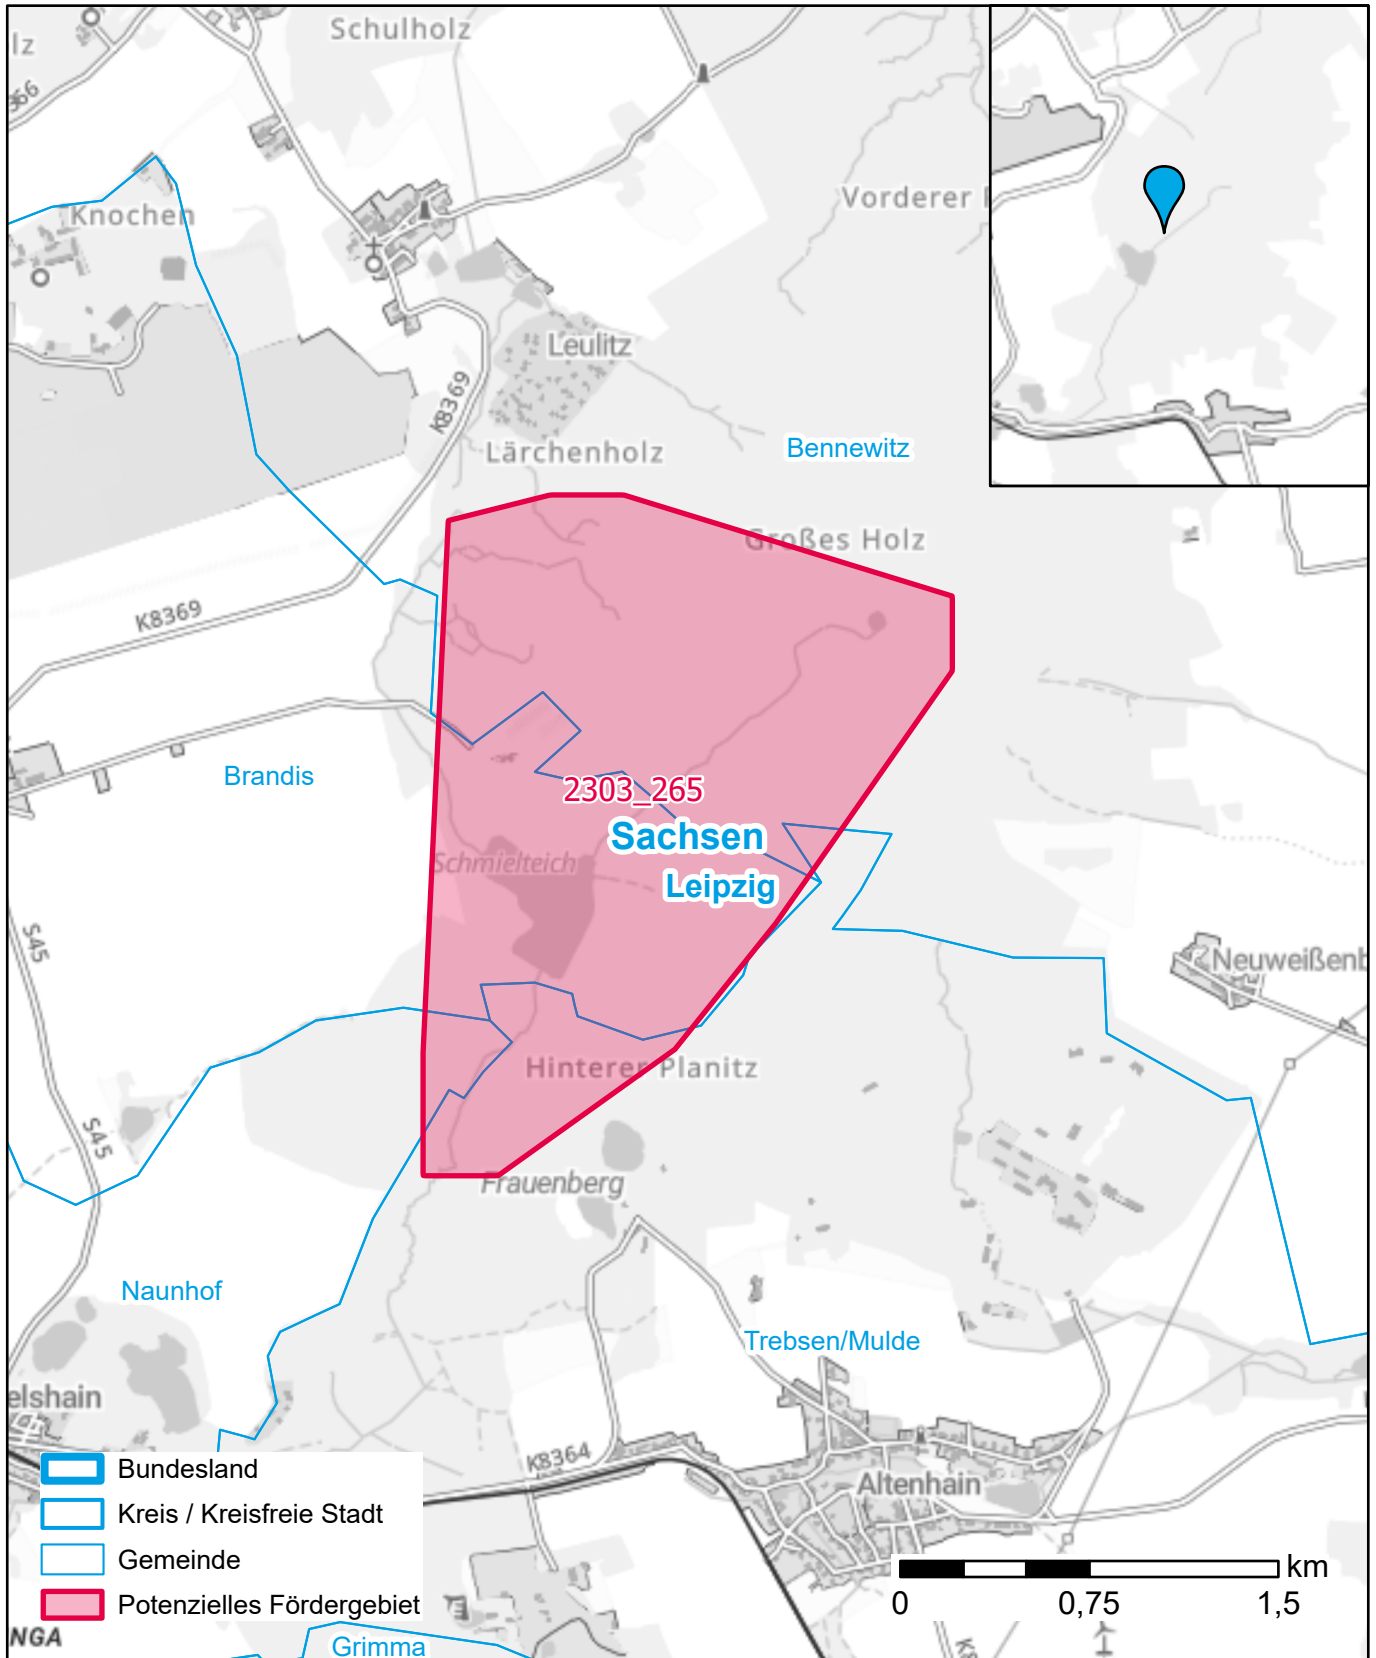 Schulholz
lz
366
Knochen
Vorderer
Leulitz
K8369
Lärchenholz
Bennewitz
Großes Holz
K8369
Brandis
2303_265
Sachsen
Schmielteich
Leipzig
S45
Neuweißenb
Hinterer Planitz
S45
Frauenberg
Naunhof
Trebsen/Mulde
elshain
K8364
Altenhain
Bundesland
Kreis / Kreisfreie Stadt
Gemeinde
Potenzielles Fördergebiet
km
0 0,75 1,5
NGA
Grimma